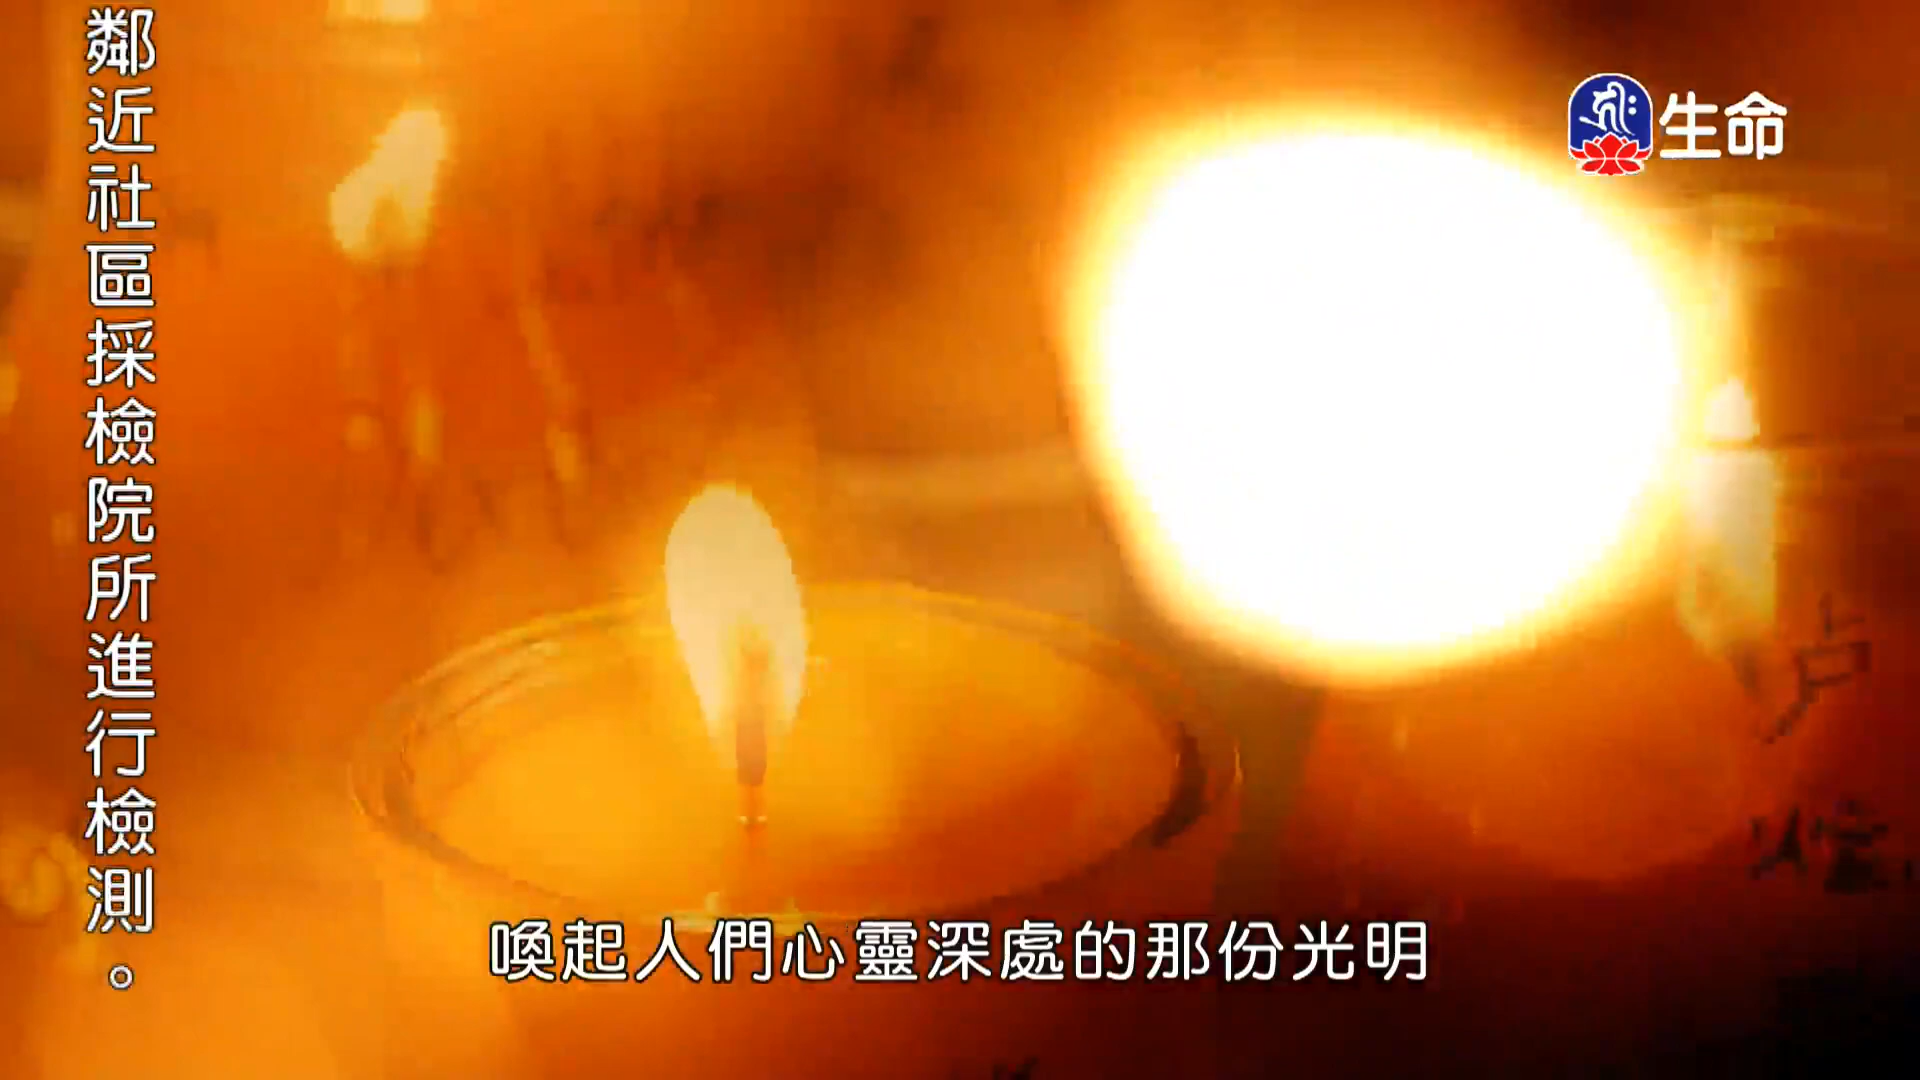 鄰近社區採檢院所進行檢測。
生命
喚起人們心靈深處的那份光明